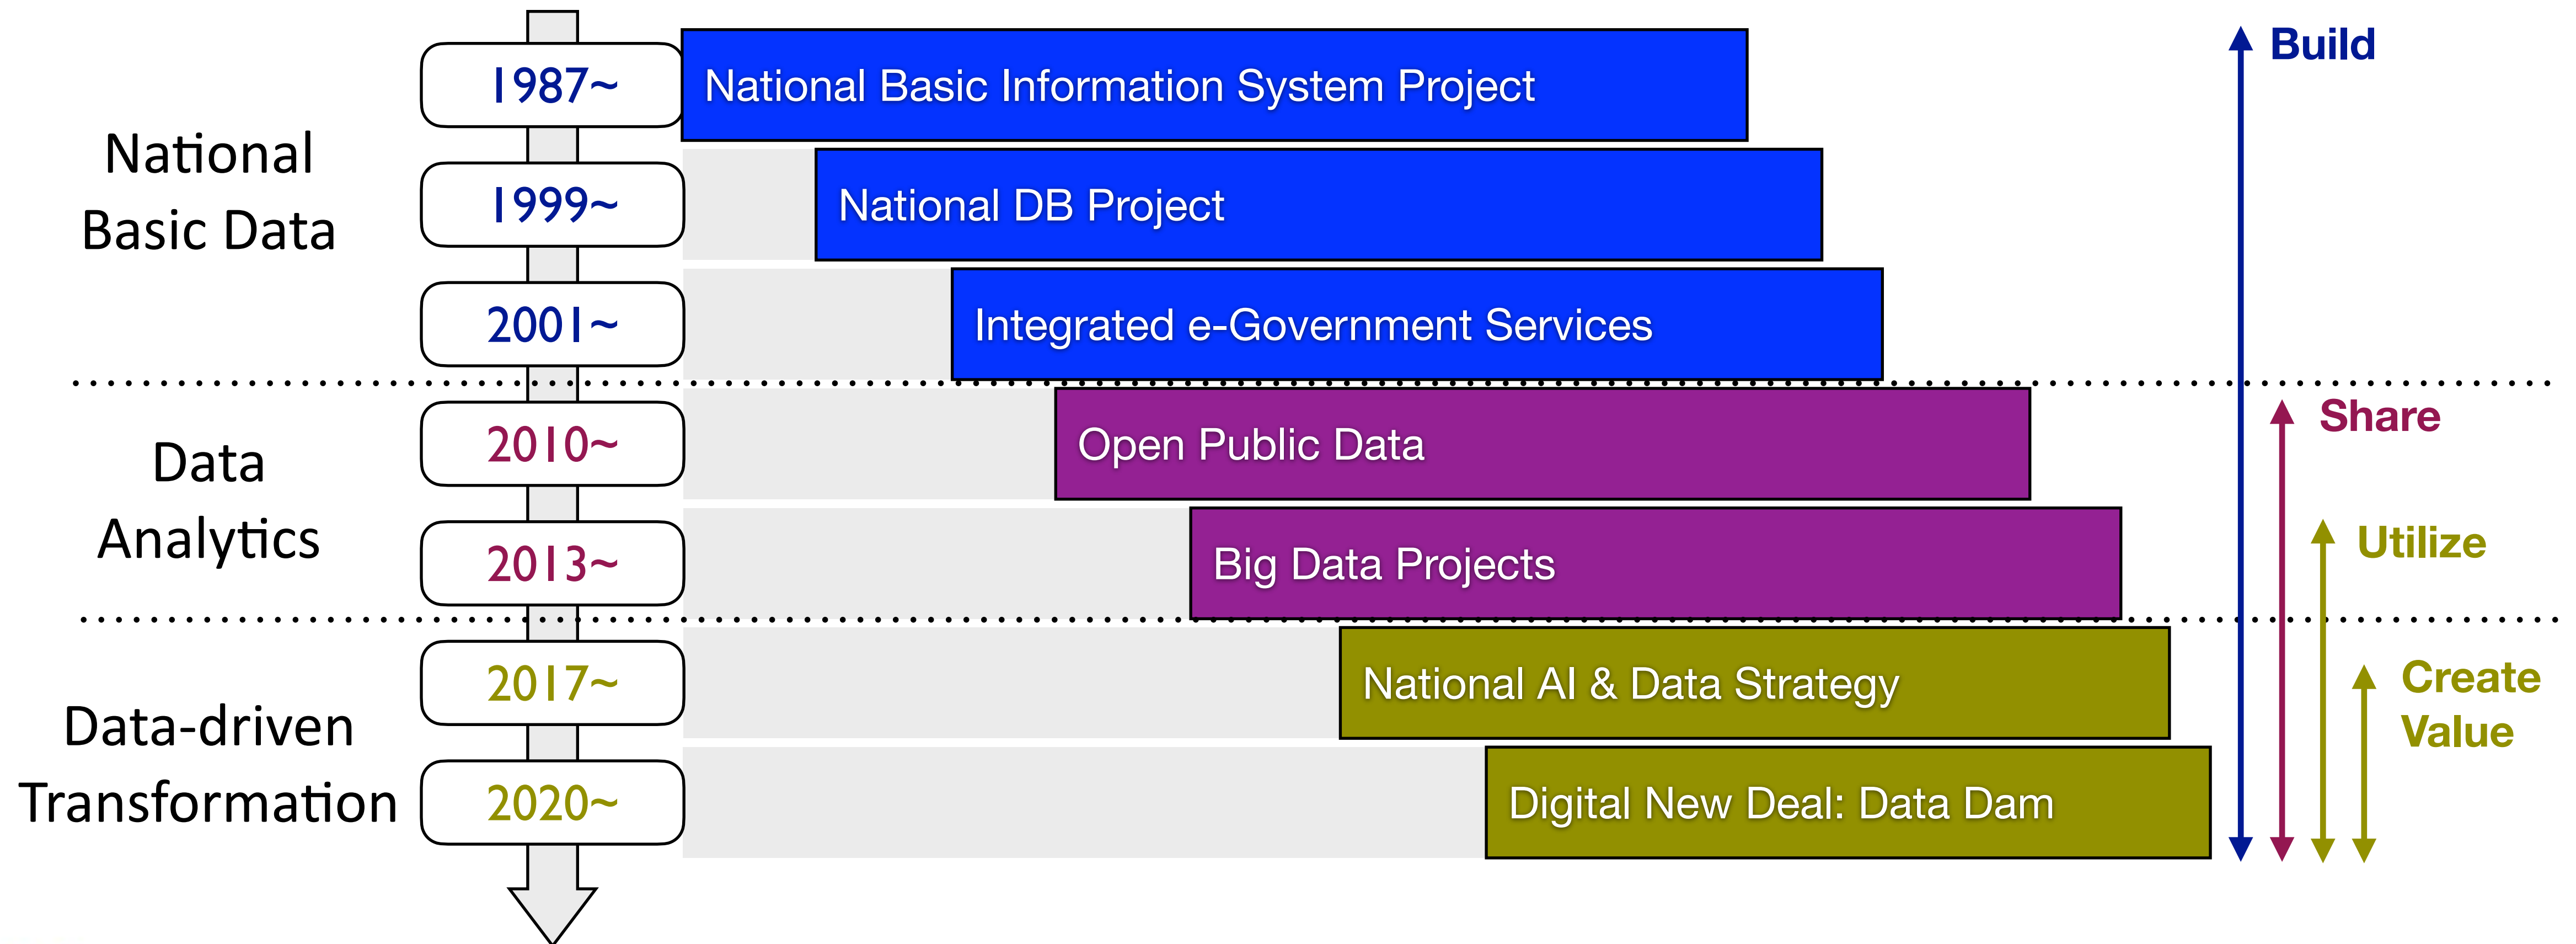 National
Basic Data
1987~
National Basic Information System Project
1999~
National DB Project
2001~
Integrated e-Government Services
Data
Analytics
2010~
Open Public Data
2013~
Big Data Projects
Data-driven
Transformation
2017~
National AI & Data Strategy
2020~
Digital New Deal: Data Dam
Build
Share
Utilize
Create
Value